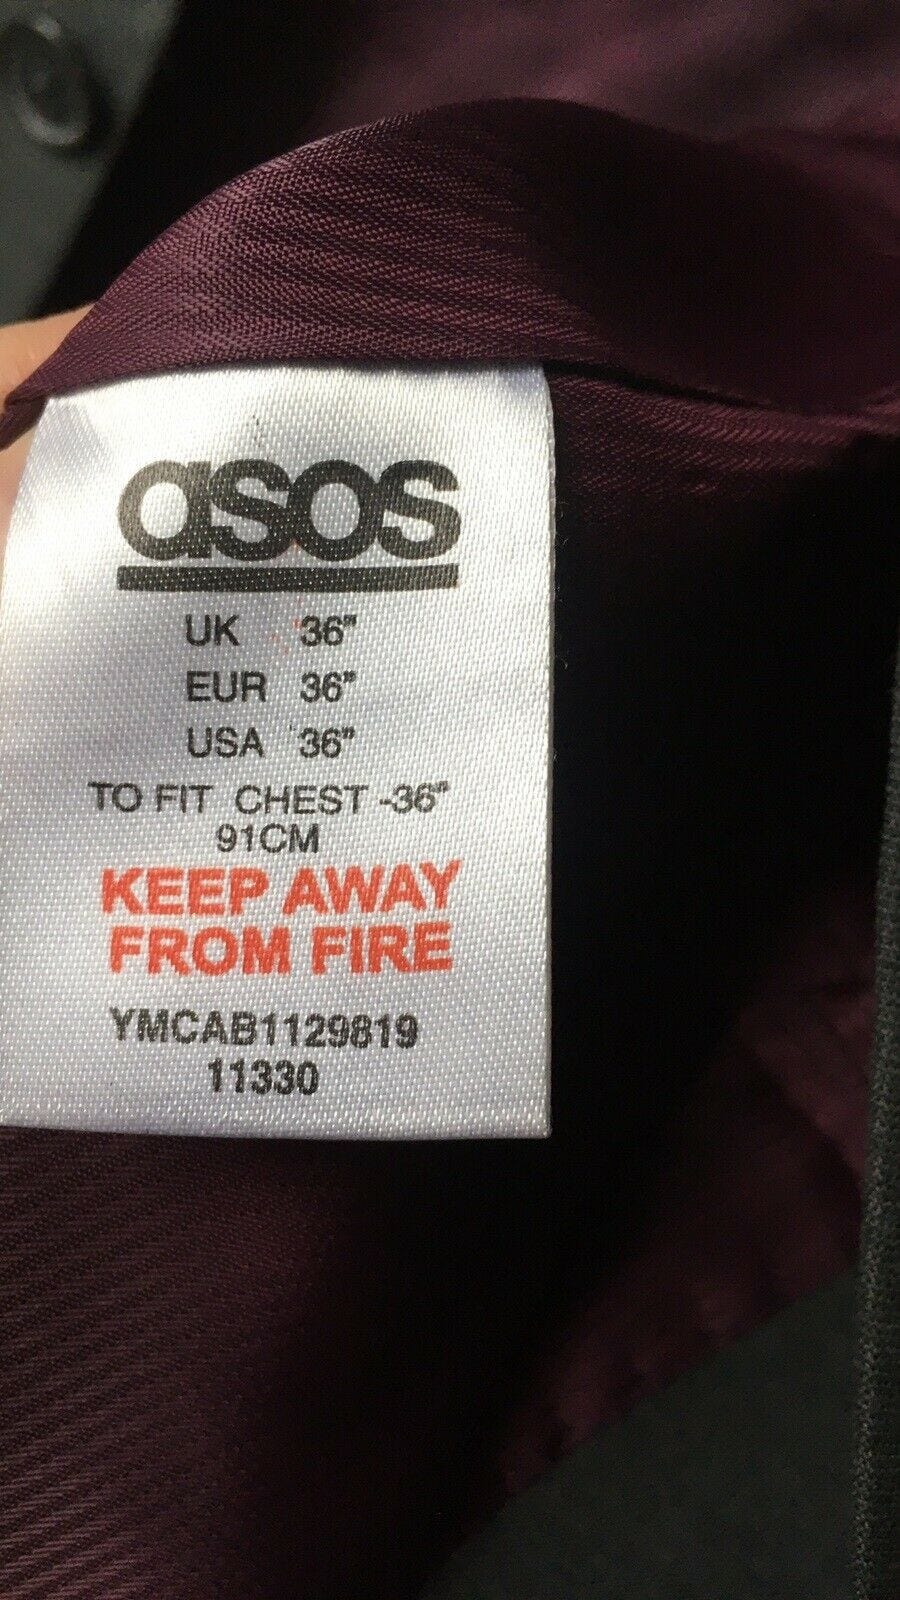 asos
UK 36"
EUR 36"
USA 36"
TO FIT CHEST -36"
91CM
KEEP AWAY
FROM FIRE
YMCAB1129819
11330